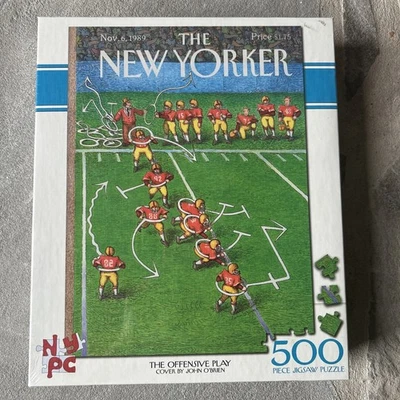 Nov. 6, 1989
THE
Price $1.75
NEW YORKER
82
NY
PC
THE OFFENSIVE PLAY
COVER BY JOHN O'BRIEN
500
PIECE JIGSAW PUZZLE